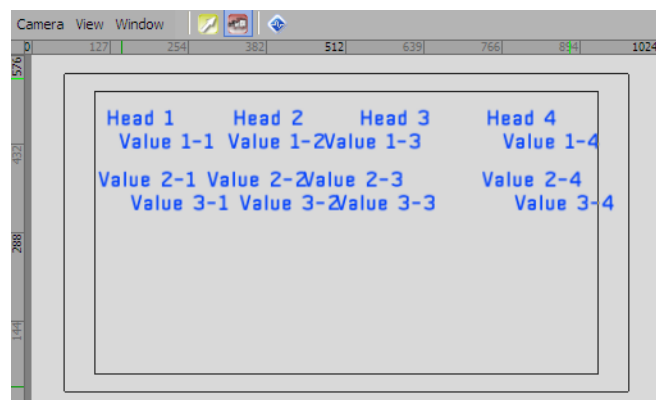 Camera View Window
0 127 254 382 512 639 766 894 1024
576
Head 1 Head 2 Head 3 Head 4
Value 1-1 Value 1-2Value 1-3 Value 1-4
432
Value 2-1 Value 2-2Value 2-3 Value 2-4
Value 3-1 Value 3-2Value 3-3 Value 3-4
288
144